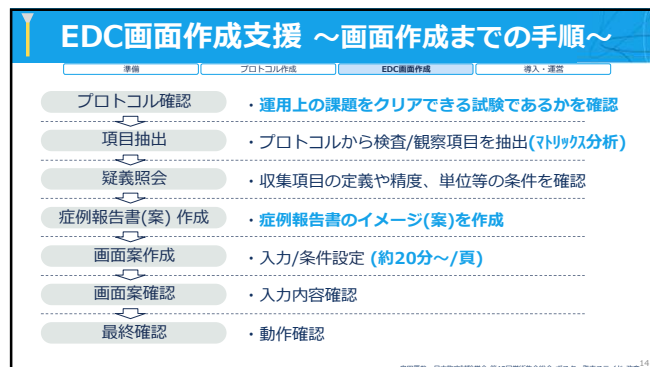 EDC画面作成支援 ～画面作成までの手順～
準備 プロトコル作成 EDC画面作成 導入・運営
プロトコル確認 ・運用上の課題をクリアできる試験であるかを確認
項目抽出 ・プロトコルから検査/観察項目を抽出(ﾏﾄﾘｯｸｽ分析)
疑義照会 ・収集項目の定義や精度、単位等の条件を確認
症例報告書(案) 作成 ・症例報告書のイメージ(案)を作成
画面案作成 ・入力/条件設定 (約20分～/頁)
画面案確認 ・入力内容確認
最終確認 ・動作確認
14